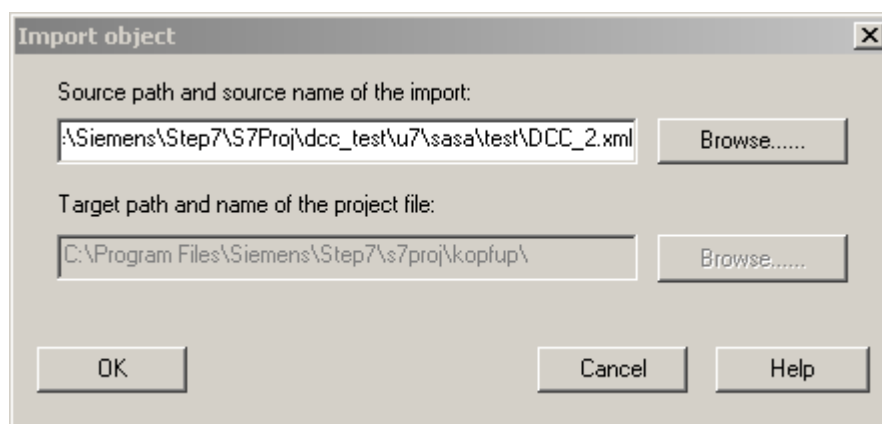 Import object
Source path and source name of the import:
:\Siemens\Step7\S7Proj\dcc_test\u7\sasa\test\DCC_2.xml
Browse......
Target path and name of the project file:
C:\Program Files\Siemens\Step7\s7proj\kopfup\
Browse......
OK
Cancel
Help